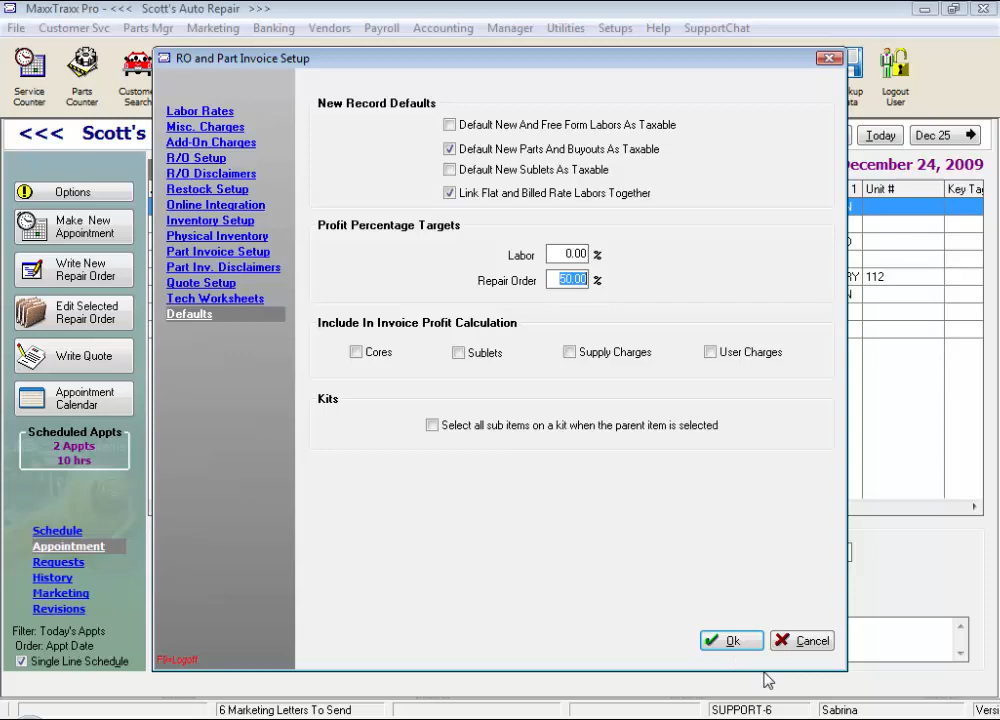 MaxxTraxx Pro - <<< Scott's Auto Repair >>>
File Customer Svc Parts Mgr Marketing Banking Vendors Payroll Accounting Manager Utilities Setups Help SupportChat
Service Counter
Parts Counter
Search
Logout User
RO and Part Invoice Setup
<<< Scott's
Today
Dec 25
December 24, 2009
1 Unit # Key Tag
RY 112
Options
Make New Appointment
Write New Repair Order
Edit Selected Repair Order
Write Quote
Appointment Calendar
Scheduled Appts
2 Appts
10 hrs
Schedule
Appointment
Requests
History
Marketing
Revisions
Filter: Today's Appts
Order: Appt Date
Single Line Schedule
Labor Rates
Misc. Charges
Add-On Charges
R/O Setup
R/O Disclaimers
Restock Setup
Online Integration
Inventory Setup
Physical Inventory
Part Invoice Setup
Part Inv. Disclaimers
Quote Setup
Tech Worksheets
Defaults
F9=Logoff
New Record Defaults
Default New And Free Form Labors As Taxable
Default New Parts And Buyouts As Taxable
Default New Sublets As Taxable
Link Flat and Billed Rate Labors Together
Profit Percentage Targets
Labor 0.00 %
Repair Order 50.00 %
Include In Invoice Profit Calculation
Cores Sublets Supply Charges User Charges
Kits
Select all sub items on a kit when the parent item is selected
Ok Cancel
6 Marketing Letters To Send SUPPORT-6 Sabrina Versi